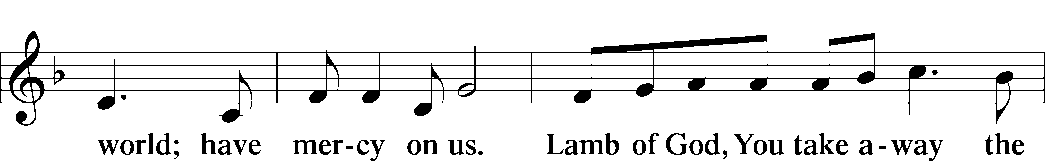 world; have mer-cy on us. Lamb of God, You take a-way the